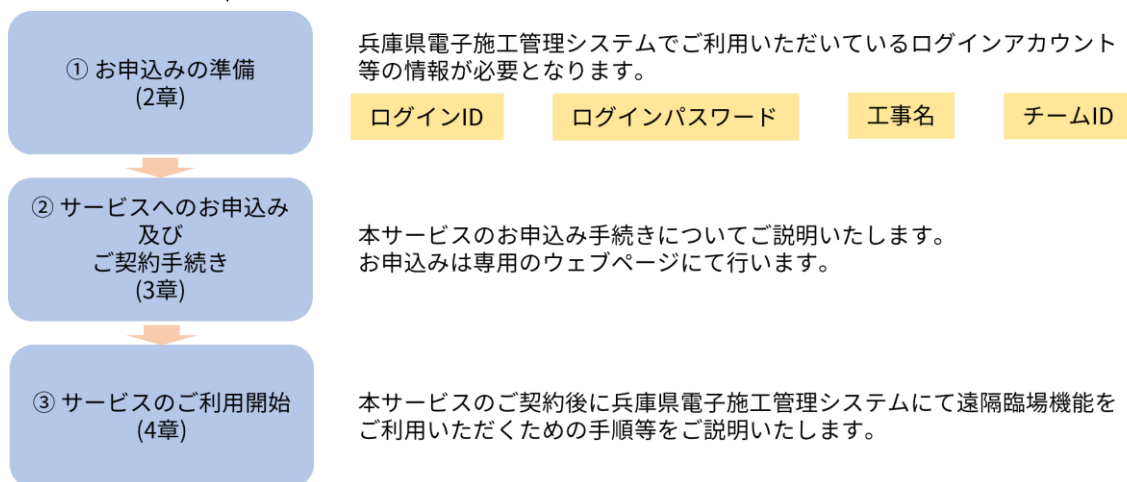 ① お申込みの準備
(2章)
兵庫県電子施工管理システムでご利用いただいているログインアカウント
等の情報が必要となります。
ログインID
ログインパスワード
工事名
チームID
② サービスへのお申込み
及び
ご契約手続き
(3章)
本サービスのお申込み手続きについてご説明いたします。
お申込みは専用のウェブページにて行います。
③ サービスのご利用開始
(4章)
本サービスのご契約後に兵庫県電子施工管理システムにて遠隔臨場機能を
ご利用いただくための手順等をご説明いたします。